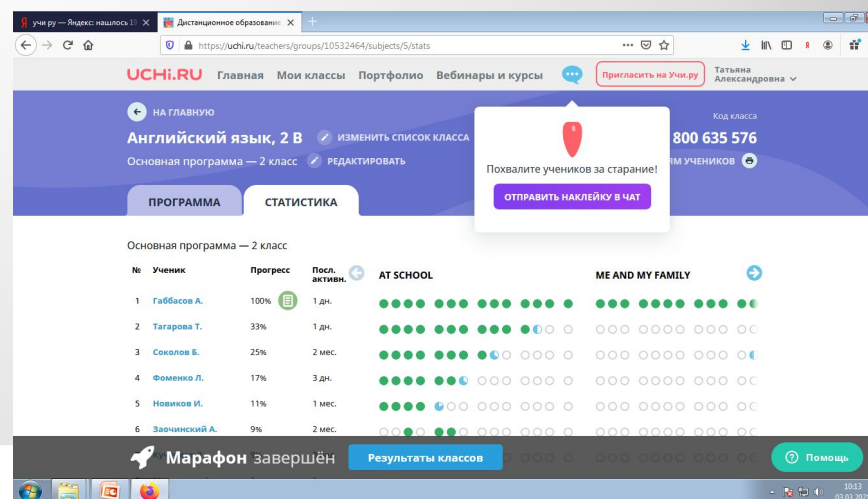 учи ру — Яндекс: нашлось 19
Дистанционное образование
https://uchi.ru/teachers/groups/10532464/subjects/5/stats
UCHi.RU Главная Мои классы Портфолио Вебинары и курсы Пригласить на Учи.ру Татьяна Александровна
НА ГЛАВНУЮ
Код класса
Английский язык, 2 В ИЗМЕНИТЬ СПИСОК КЛАССА
800 635 576
Основная программа — 2 класс РЕДАКТИРОВАТЬ
ЯМ УЧЕНИКОВ
Похвалите учеников за старание!
ОТПРАВИТЬ НАКЛЕЙКУ В ЧАТ
ПРОГРАММА СТАТИСТИКА
Основная программа — 2 класс
№ Ученик Прогресс Посл. активн. AT SCHOOL ME AND MY FAMILY
1 Габбасов А. 100% 1 дн.
2 Тагарова Т. 33% 1 дн.
3 Соколов Б. 25% 2 мес.
4 Фоменко Л. 17% 3 дн.
5 Новиков И. 11% 1 мес.
6 Заочинский А. 9% 2 мес.
Марафон завершён Результаты классов
Помощь
10:13